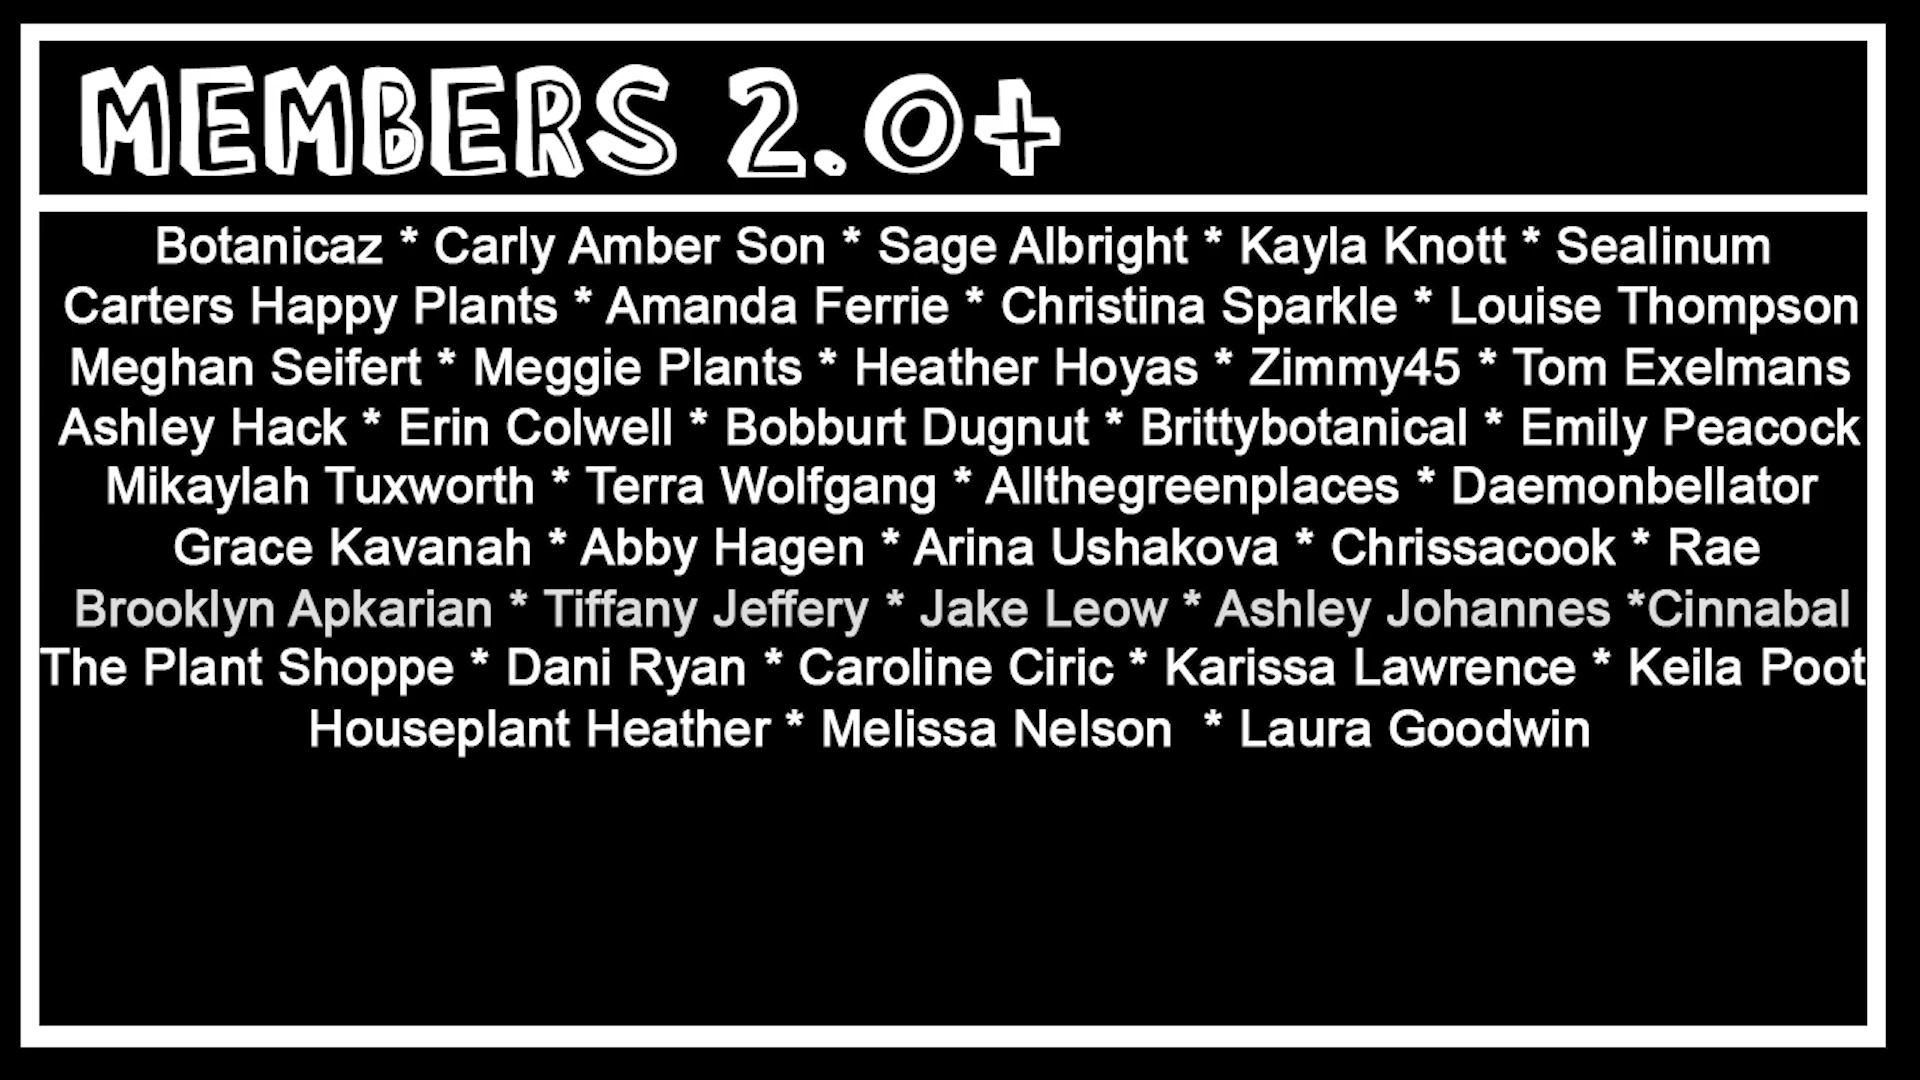 MEMBERS 2.0+
Botanicaz * Carly Amber Son * Sage Albright * Kayla Knott * Sealinum
Carters Happy Plants * Amanda Ferrie * Christina Sparkle * Louise Thompson
Meghan Seifert * Meggie Plants * Heather Hoyas * Zimmy45 * Tom Exelmans
Ashley Hack * Erin Colwell * Bobburt Dugnut * Brittybotanical * Emily Peacock
Mikaylah Tuxworth * Terra Wolfgang * Allthegreenplaces * Daemonbellator
Grace Kavanah * Abby Hagen * Arina Ushakova * Chrissacook * Rae
Brooklyn Apkarian * Tiffany Jeffery * Jake Leow * Ashley Johannes *Cinnabal
The Plant Shoppe * Dani Ryan * Caroline Ciric * Karissa Lawrence * Keila Poot
Houseplant Heather * Melissa Nelson  * Laura Goodwin